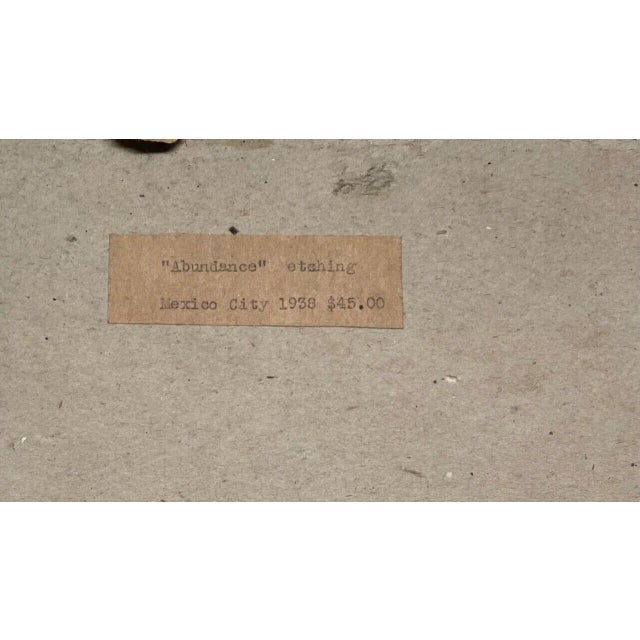 "Abundance" etching
Mexico City 1938 $45.00